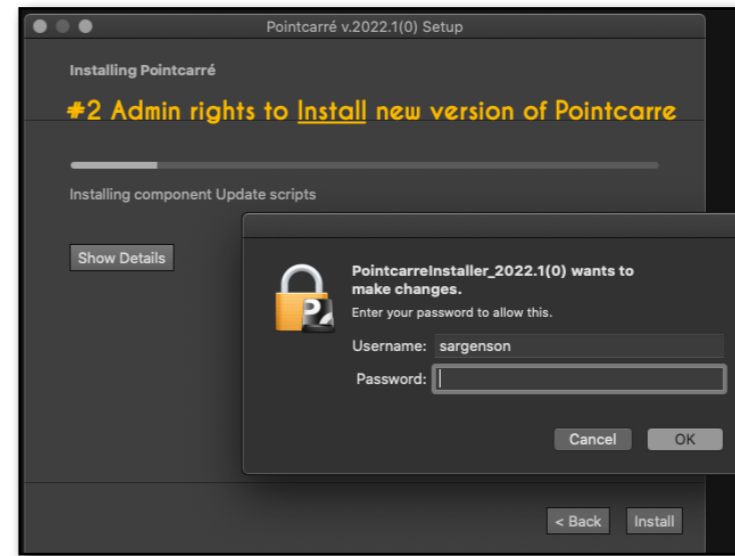 Pointcarré v.2022.1(0) Setup
Installing Pointcarré
#2 Admin rights to Install new version of Pointcarre
Installing component Update scripts
Show Details
PointcarreInstaller_2022.1(0) wants to
make changes.
Enter your password to allow this.
Username: sargenson
Password:
Cancel OK
< Back Install